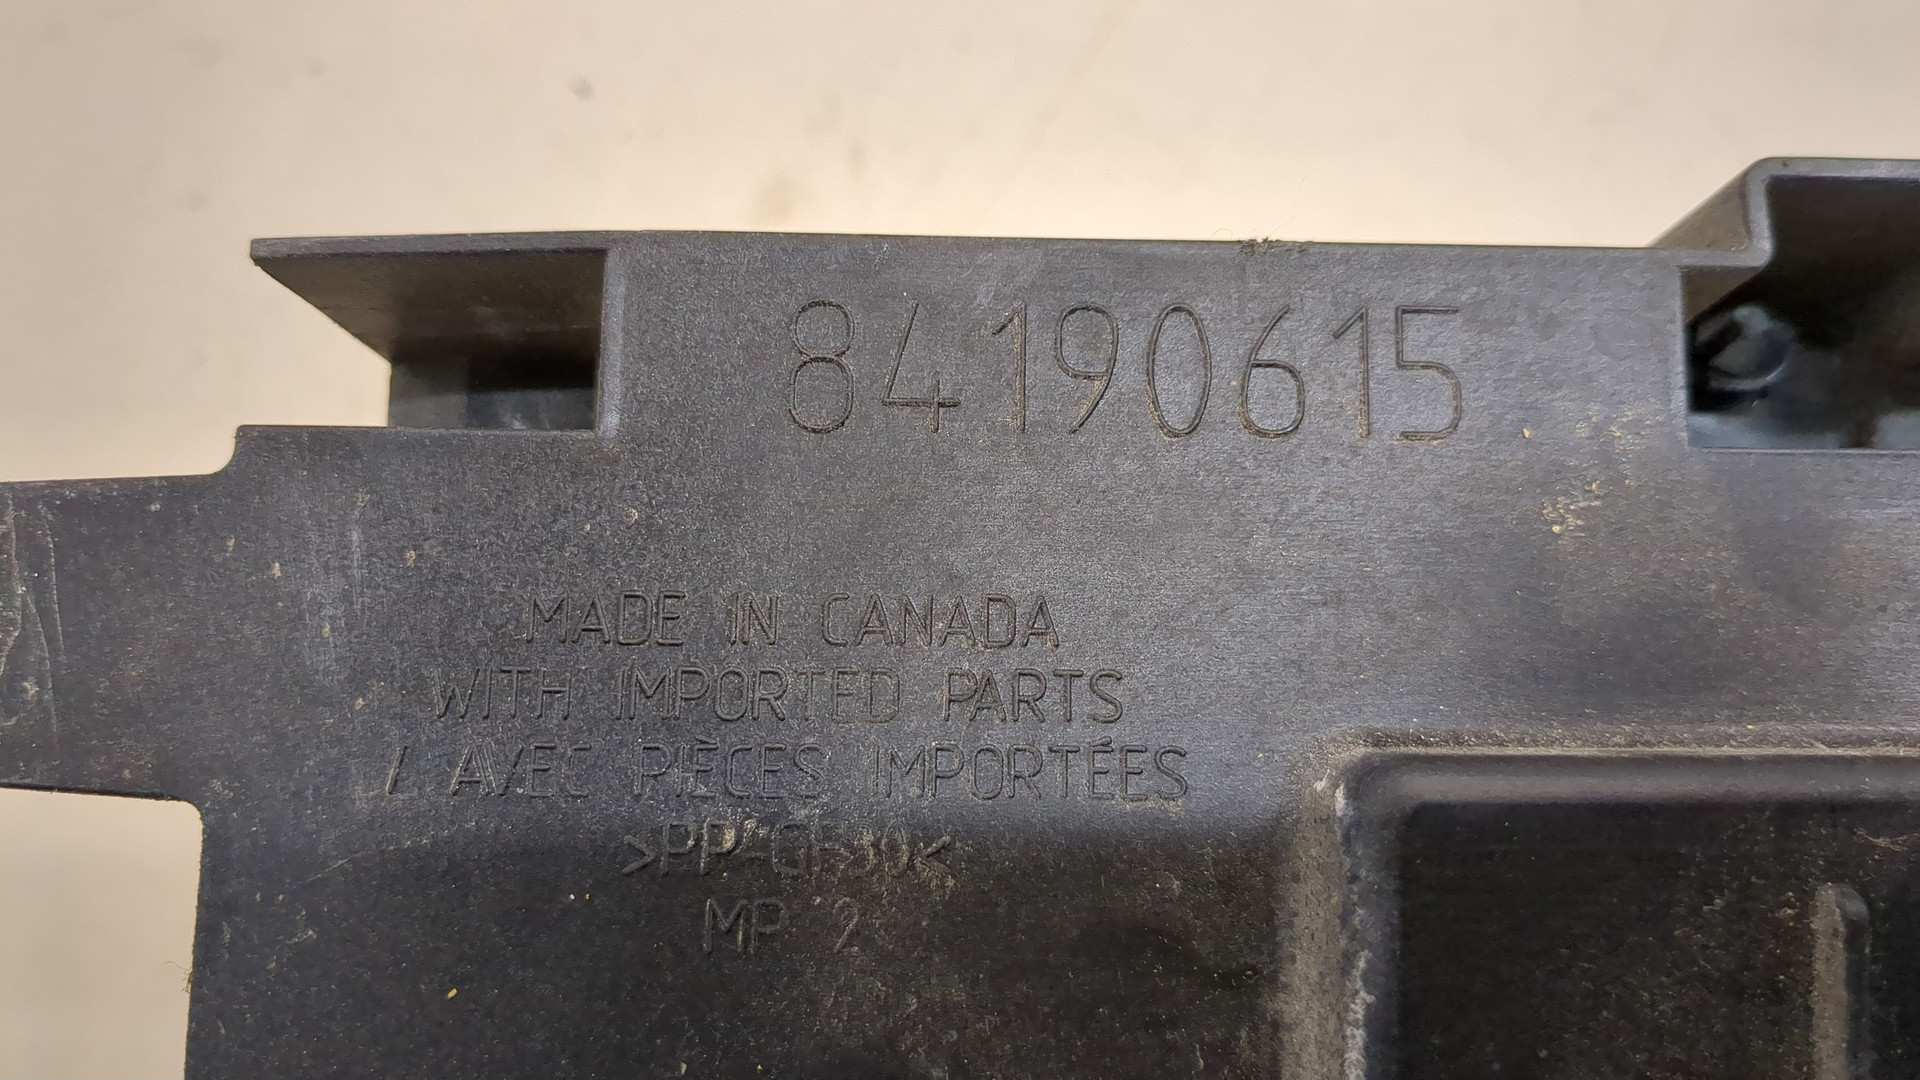 84190615
MADE IN CANADA
WITH IMPORTED PARTS
/ AVEC PIÈCES IMPORTÉES
MP 2